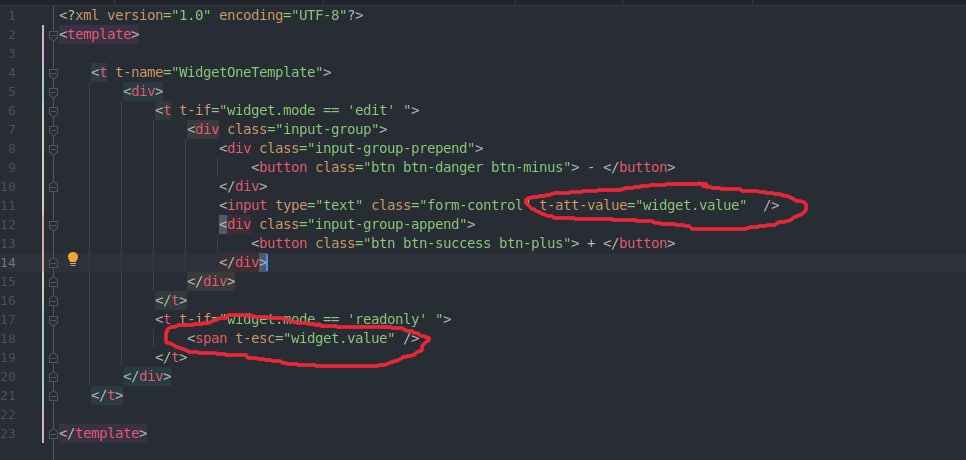 1 <?xml version="1.0" encoding="UTF-8"?>
2 <template>
3
4 <t t-name="WidgetOneTemplate">
5 <div>
6 <t t-if="widget.mode == 'edit' ">
7 <div class="input-group">
8 <div class="input-group-prepend">
9 <button class="btn btn-danger btn-minus"> - </button>
10 </div>
11 <input type="text" class="form-control" t-att-value="widget.value" />
12 <div class="input-group-append">
13 <button class="btn btn-success btn-plus"> + </button>
14 </div>
15 </div>
16 </t>
17 <t t-if="widget.mode == 'readonly' ">
18 <span t-esc="widget.value" />
19 </t>
20 </div>
21 </t>
22
23 </template>